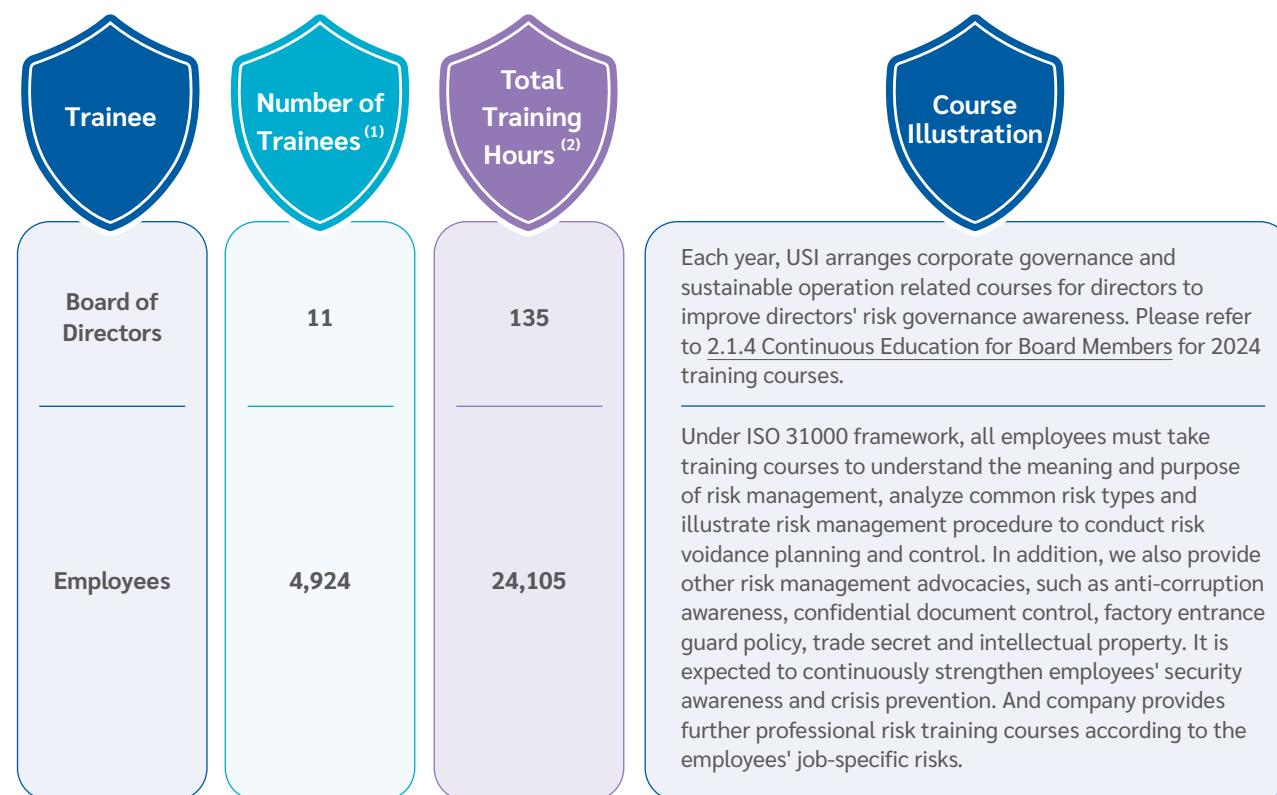 Trainee
Number of
Trainees (1)
Total
Training
Hours (2)
Course
Illustration
Board of
Directors
11
135
Each year, USI arranges corporate governance and
sustainable operation related courses for directors to
improve directors' risk governance awareness. Please refer
to 2.1.4 Continuous Education for Board Members for 2024
training courses.
Employees
4,924
24,105
Under ISO 31000 framework, all employees must take
training courses to understand the meaning and purpose
of risk management, analyze common risk types and
illustrate risk management procedure to conduct risk
voidance planning and control. In addition, we also provide
other risk management advocacies, such as anti-corruption
awareness, confidential document control, factory entrance
guard policy, trade secret and intellectual property. It is
expected to continuously strengthen employees' security
awareness and crisis prevention. And company provides
further professional risk training courses according to the
employees' job-specific risks.